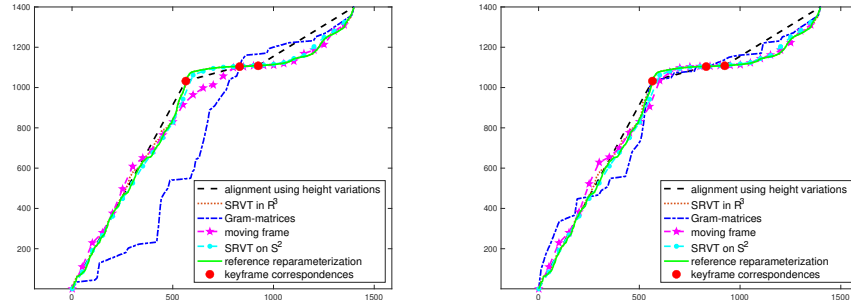 1400
1200
1000
800
600
400
200
0
500
1000
1500
alignment using height variations
SRVT in R³
Gram-matrices
moving frame
SRVT on S²
reference reparameterization
keyframe correspondences
1400
1200
1000
800
600
400
200
0
500
1000
1500
alignment using height variations
SRVT in R³
Gram-matrices
moving frame
SRVT on S²
reference reparameterization
keyframe correspondences